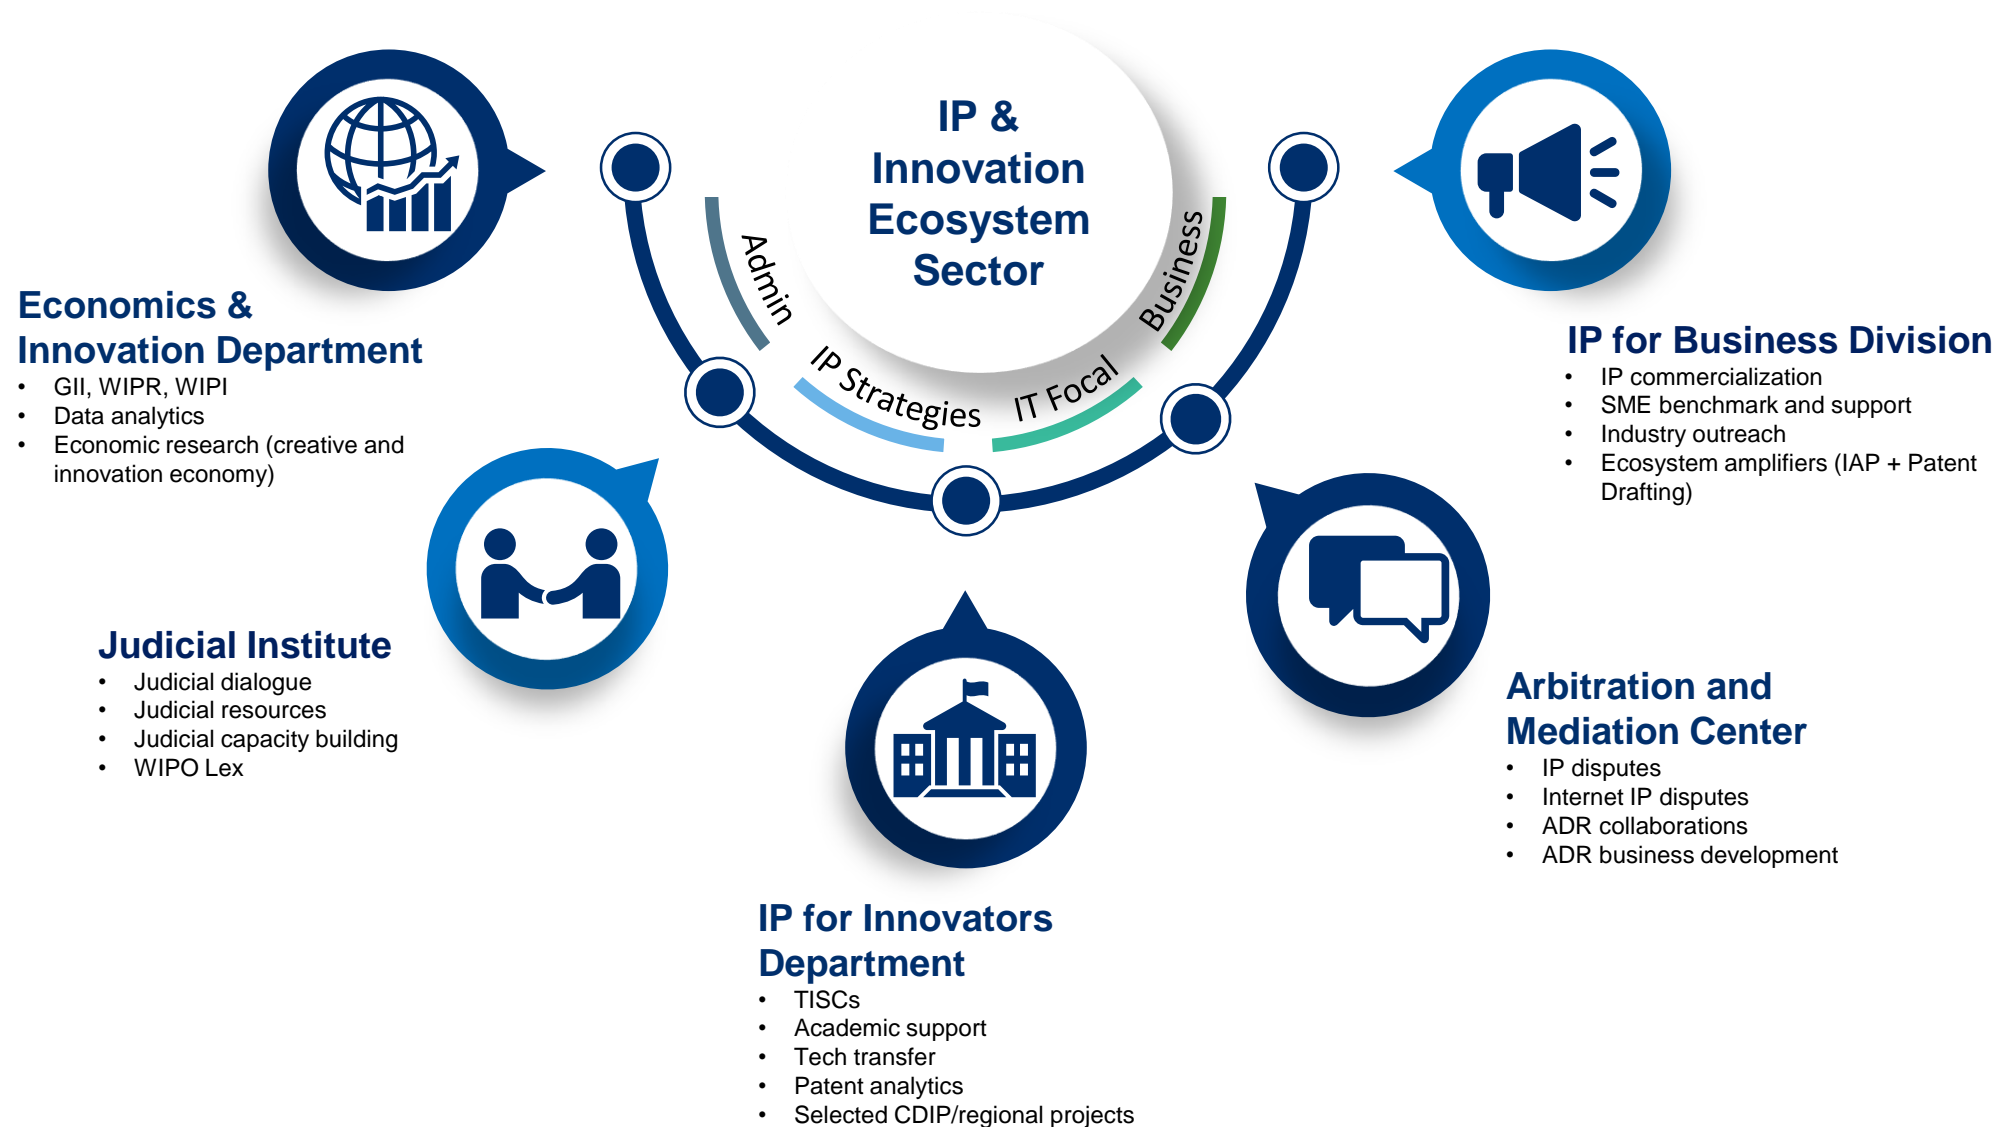 IP &
Innovation
Ecosystem
Sector
Admin
IP Strategies
IT Focal
Business
Economics &
Innovation Department
• GII, WIPR, WIPI
• Data analytics
• Economic research (creative and
innovation economy)
Judicial Institute
• Judicial dialogue
• Judicial resources
• Judicial capacity building
• WIPO Lex
IP for Innovators
Department
• TISCs
• Academic support
• Tech transfer
• Patent analytics
• Selected CDIP/regional projects
Arbitration and
Mediation Center
• IP disputes
• Internet IP disputes
• ADR collaborations
• ADR business development
IP for Business Division
• IP commercialization
• SME benchmark and support
• Industry outreach
• Ecosystem amplifiers (IAP + Patent
Drafting)